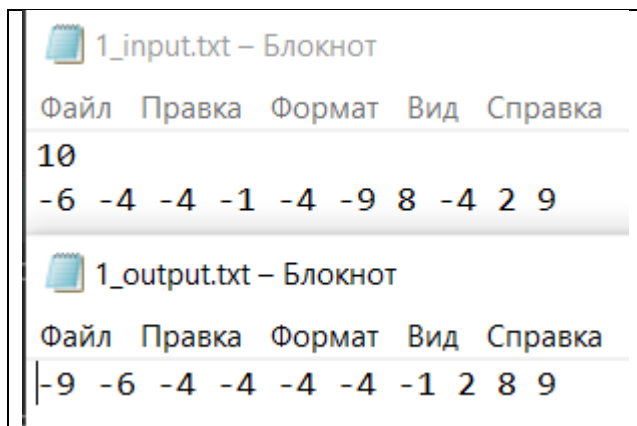 1_input.txt – Блокнот
Файл Правка Формат Вид Справка
10
-6 -4 -4 -1 -4 -9 8 -4 2 9
1_output.txt – Блокнот
Файл Правка Формат Вид Справка
-9 -6 -4 -4 -4 -4 -1 2 8 9